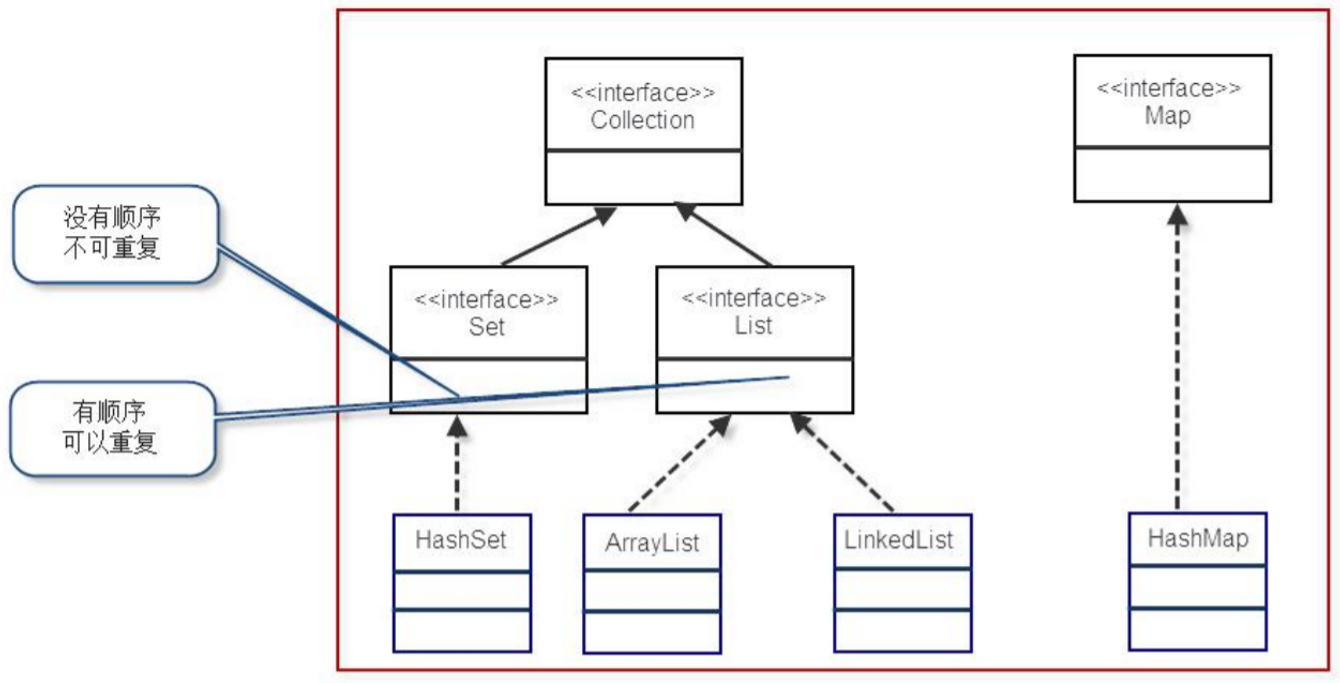 <<interface>>
Collection
<<interface>>
Map
没有顺序
不可重复
<<interface>>
Set
<<interface>>
List
有顺序
可以重复
HashSet
ArrayList
LinkedList
HashMap